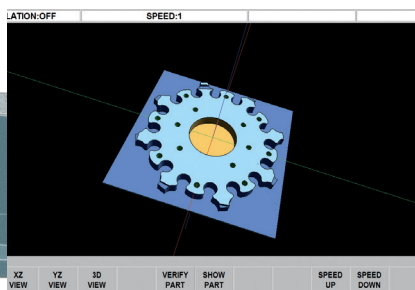 LATION:OFF SPEED:1
XZ VIEW YZ VIEW 3D VIEW VERIFY PART SHOW PART SPEED UP SPEED DOWN